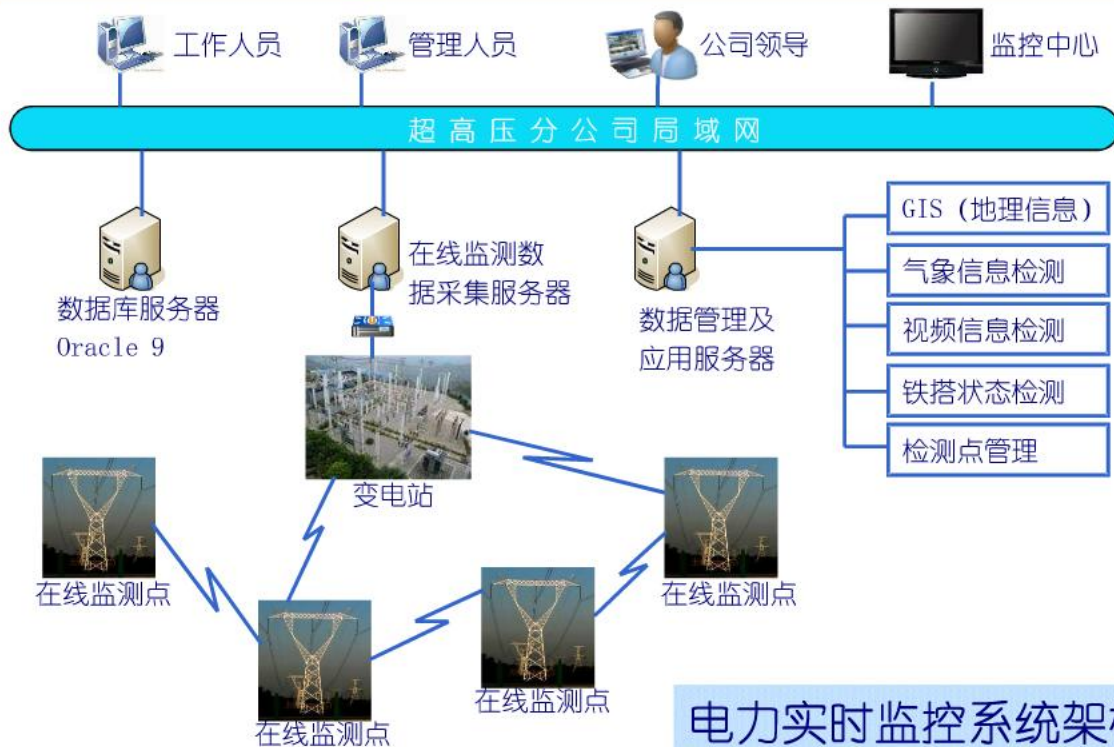 工作人员
管理人员
公司领导
监控中心
超高压分公司局域网
数据库服务器
Oracle 9
在线监测数
据采集服务器
数据管理及
应用服务器
GIS (地理信息)
气象信息检测
视频信息检测
铁塔状态检测
检测点管理
变电站
在线监测点
在线监测点
在线监测点
在线监测点
电力实时监控系统架